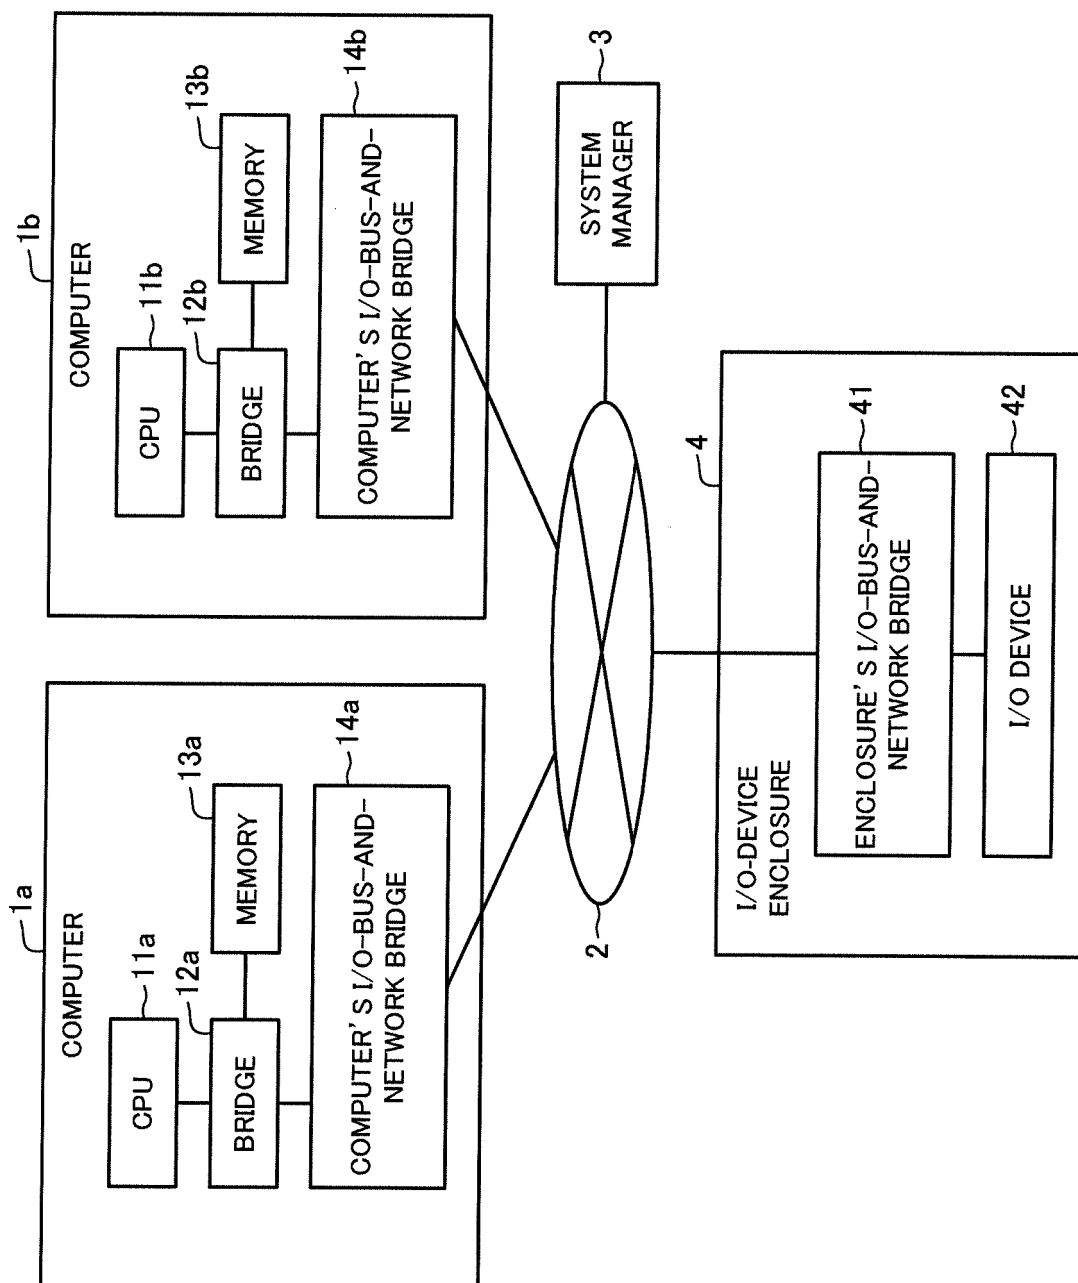 1a
COMPUTER
11a
CPU
12a
BRIDGE
13a
MEMORY
14a
COMPUTER'S I/O-BUS-AND-
NETWORK BRIDGE
1b
COMPUTER
11b
CPU
12b
BRIDGE
13b
MEMORY
14b
COMPUTER'S I/O-BUS-AND-
NETWORK BRIDGE
2
3
SYSTEM
MANAGER
4
I/O-DEVICE
ENCLOSURE
41
ENCLOSURE'S I/O-BUS-AND-
NETWORK BRIDGE
42
I/O DEVICE